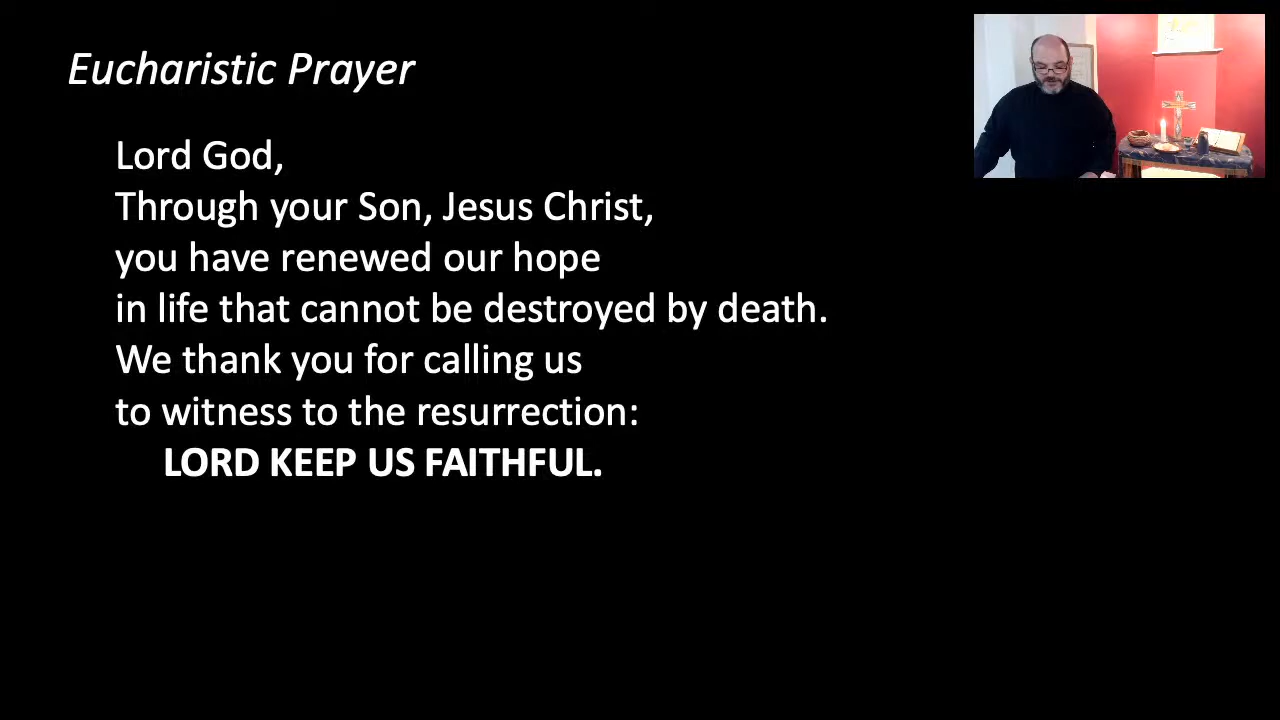 Eucharistic Prayer
Lord God,
Through your Son, Jesus Christ,
you have renewed our hope
in life that cannot be destroyed by death.
We thank you for calling us
to witness to the resurrection:
LORD KEEP US FAITHFUL.